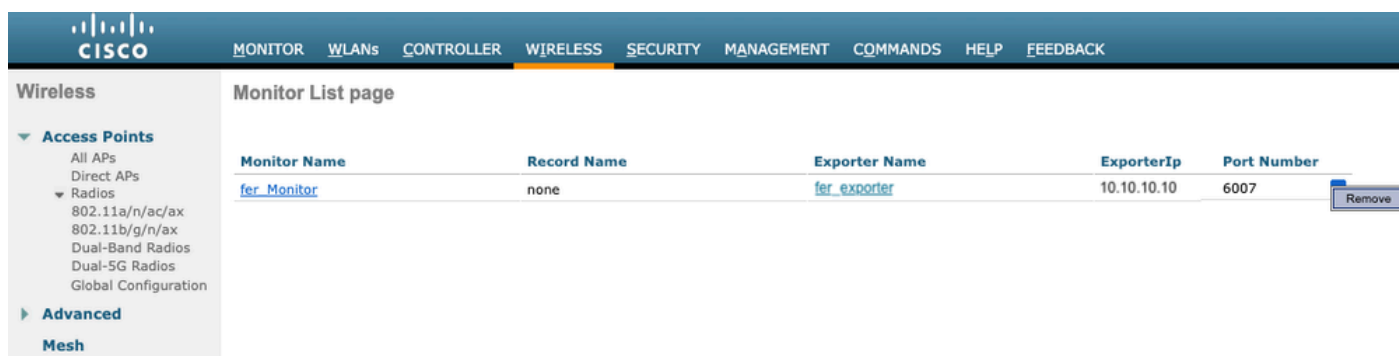 CISCO
MONITOR WLANs CONTROLLER WIRELESS SECURITY MANAGEMENT COMMANDS HELP FEEDBACK
Wireless
Access Points
All APs
Direct APs
Radios
802.11a/n/ac/ax
802.11b/g/n/ax
Dual-Band Radios
Dual-5G Radios
Global Configuration
Advanced
Mesh
Monitor List page
Monitor Name Record Name Exporter Name ExporterIp Port Number
fer_Monitor none fer_exporter 10.10.10.10 6007
Remove